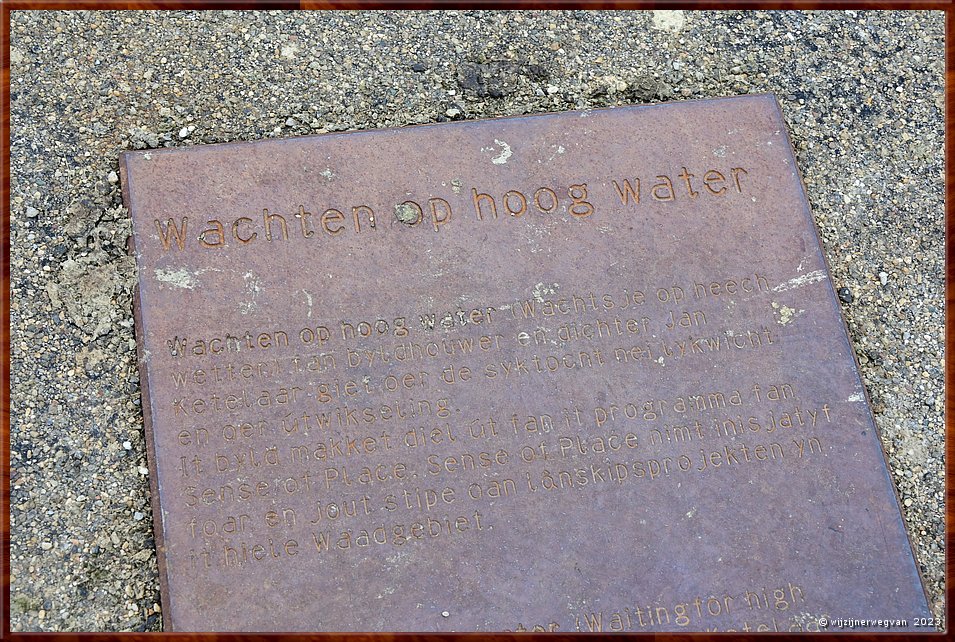 Wachten op hoog water
Wachten op hoog water (Wachtsje op heech
wetter) fan byldhouwer en dichter Jan
Ketelaar giet oer de syktocht nei lykwicht
en oer útwikseling.
It byld makket diel út fan it programma fan
Sense of Place. Sense of Place nimt inisjatyf
foar, en jout stipe oan lânskipsprojekten yn
it hiele Waadgebiet.
(Waiting for high
© wijzijnerwegvan 2023